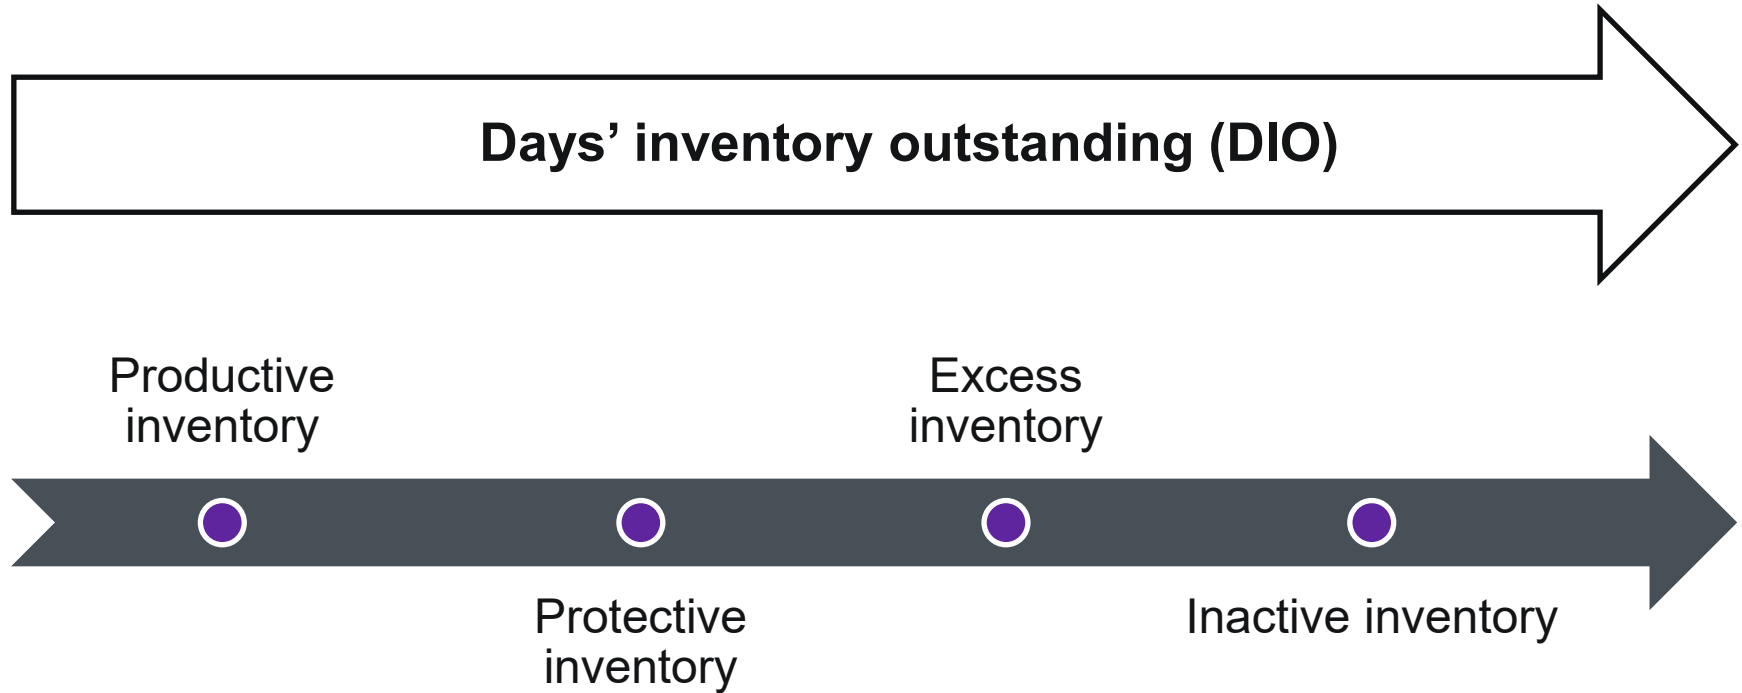 Days’ inventory outstanding (DIO)
Productive
inventory
Excess
inventory
Protective
inventory
Inactive inventory